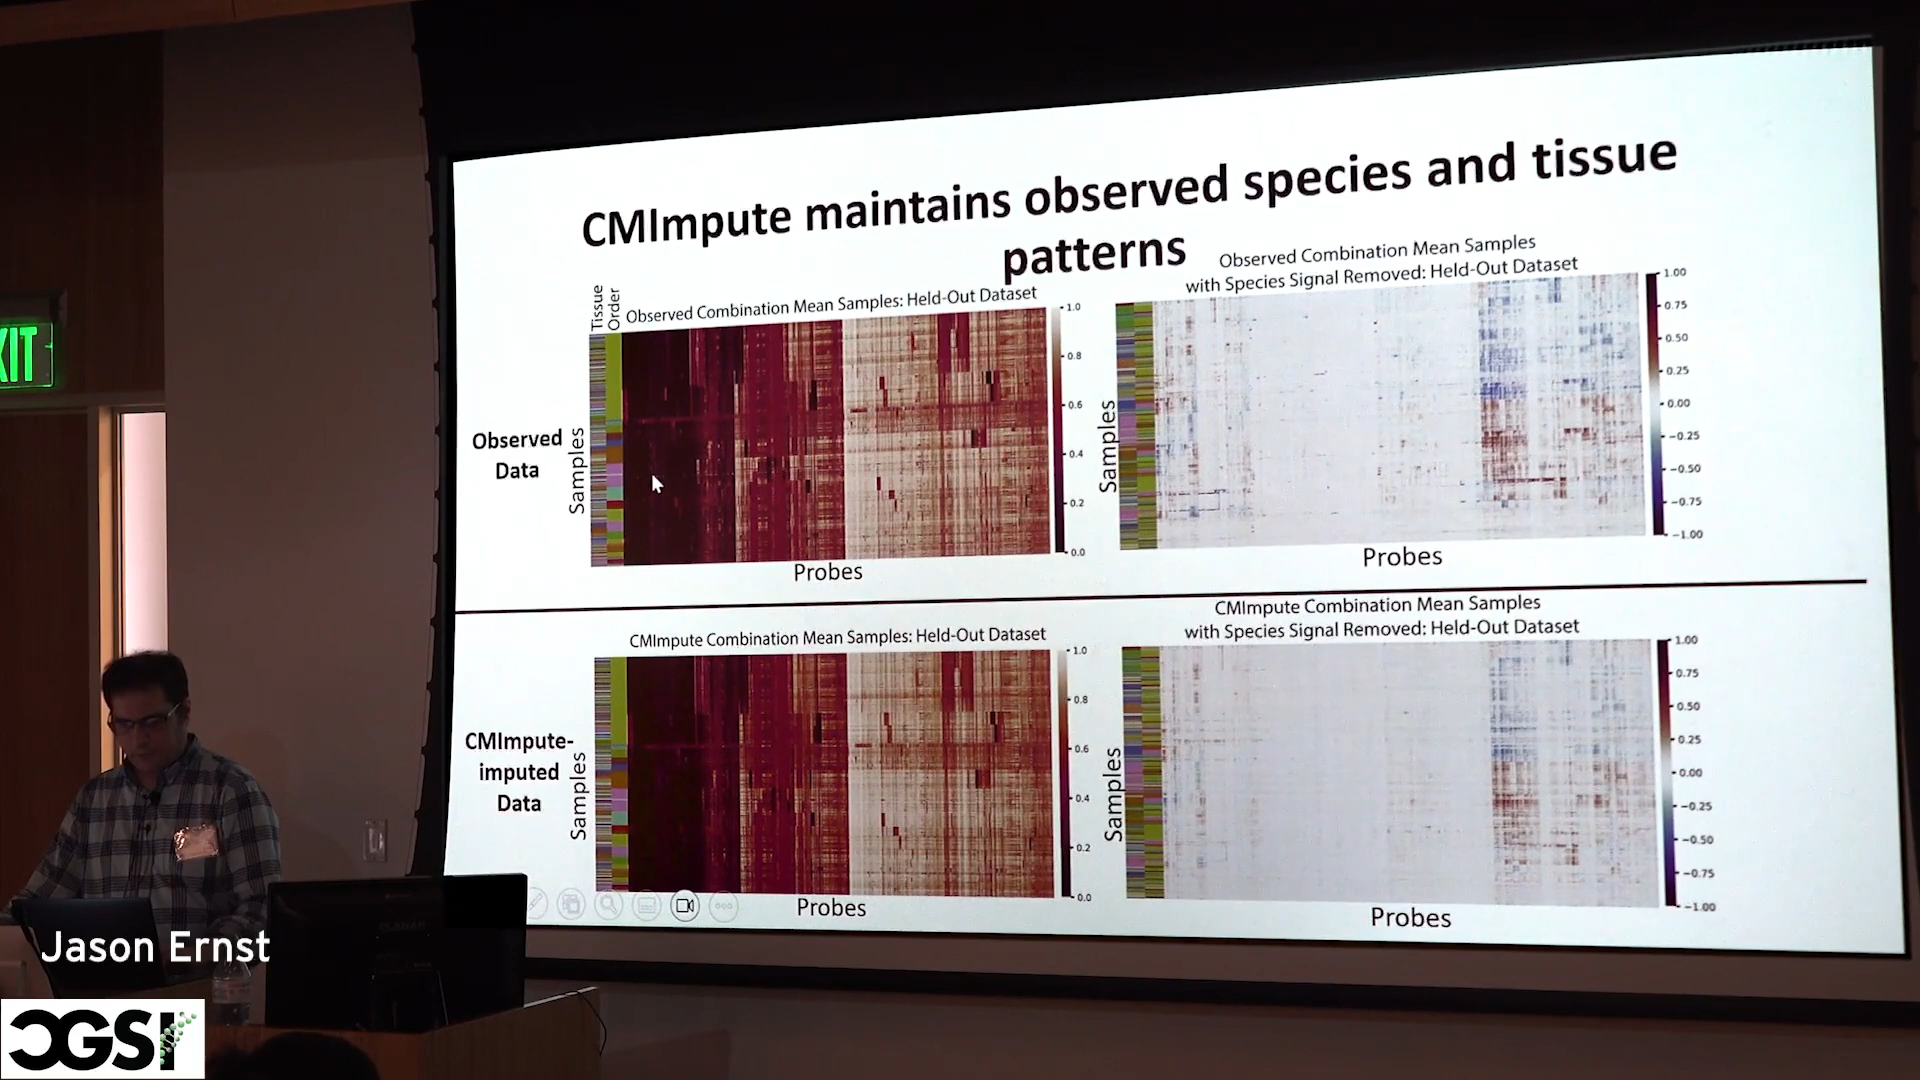 CMImpute maintains observed species and tissue
patterns
Tissue
Order
Observed Combination Mean Samples: Held-Out Dataset
1.0
0.8
0.6
0.4
0.2
0.0
Observed
Data
Samples
Probes
Observed Combination Mean Samples
with Species Signal Removed: Held-Out Dataset
1.00
0.75
0.50
0.25
0.00
−0.25
−0.50
−0.75
−1.00
Samples
Probes
CMImpute Combination Mean Samples: Held-Out Dataset
1.0
0.8
0.6
0.4
0.2
0.0
CMImpute-
imputed
Data
Samples
Probes
CMImpute Combination Mean Samples
with Species Signal Removed: Held-Out Dataset
1.00
0.75
0.50
0.25
0.00
−0.25
−0.50
−0.75
−1.00
Samples
Probes
XIT
Jason Ernst
CGSI